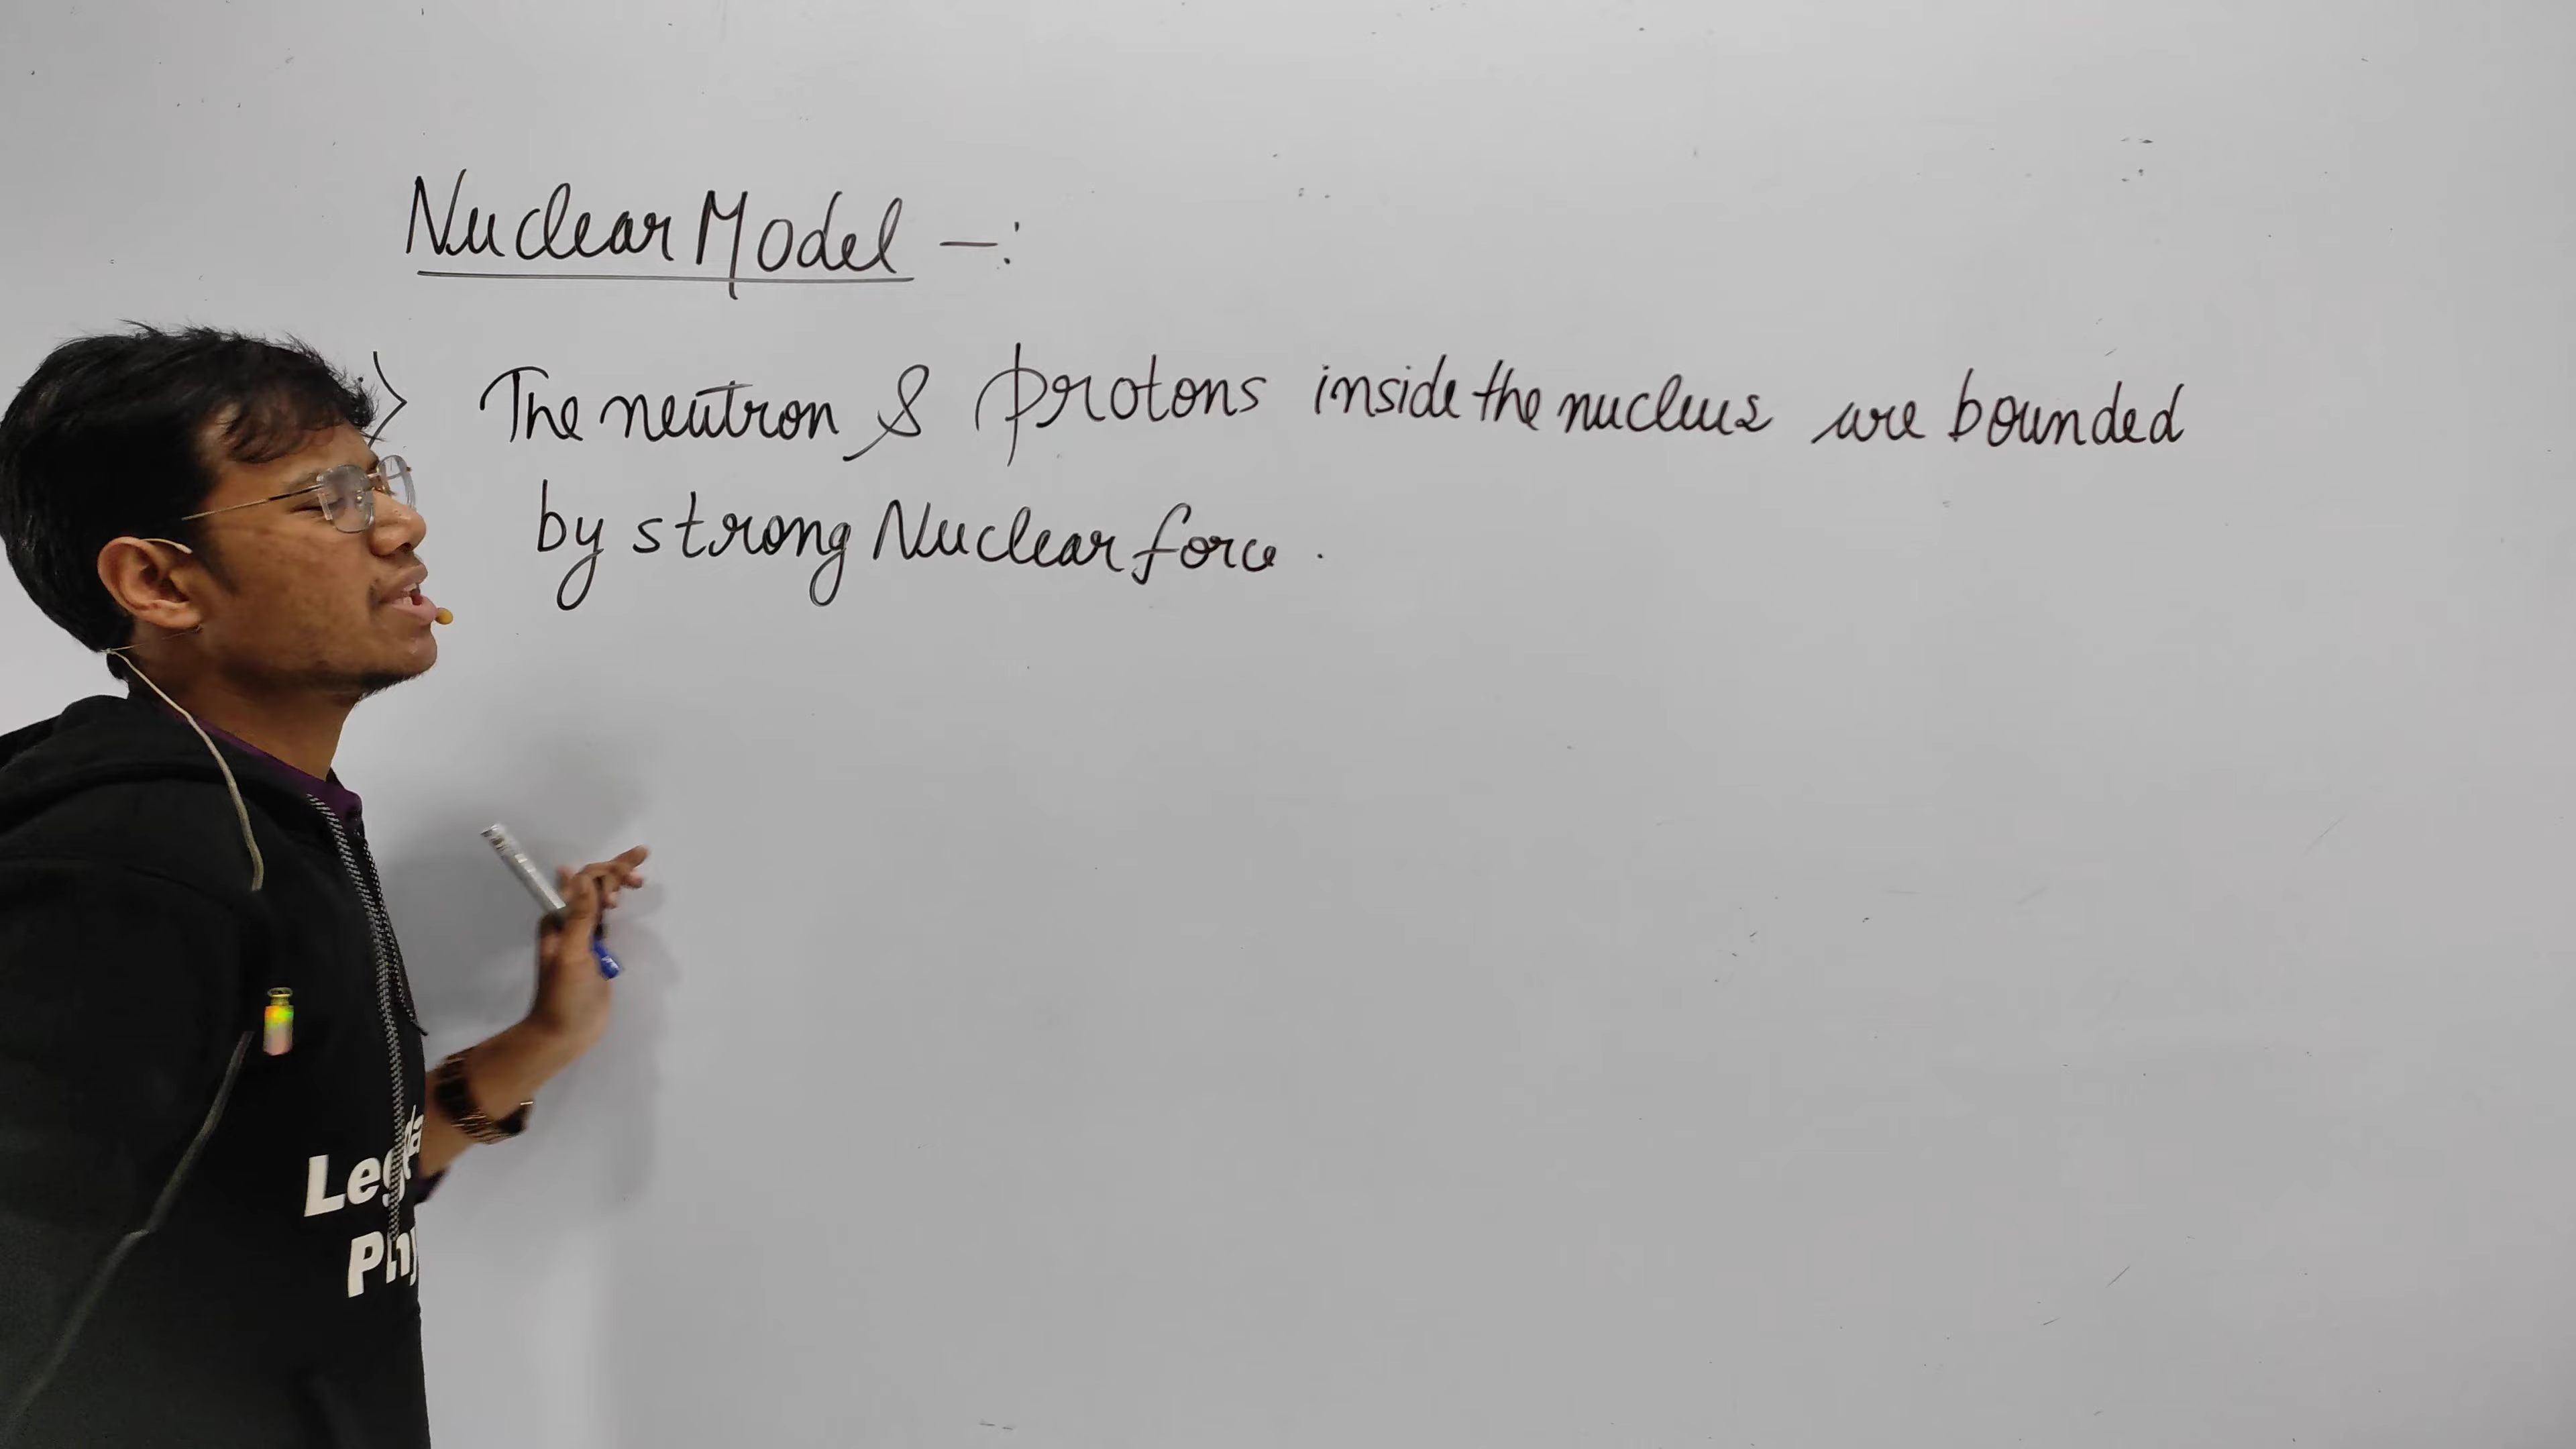 Nuclear Model -:
The neutron & protons inside the nucleus are bounded
by strong Nuclear force .